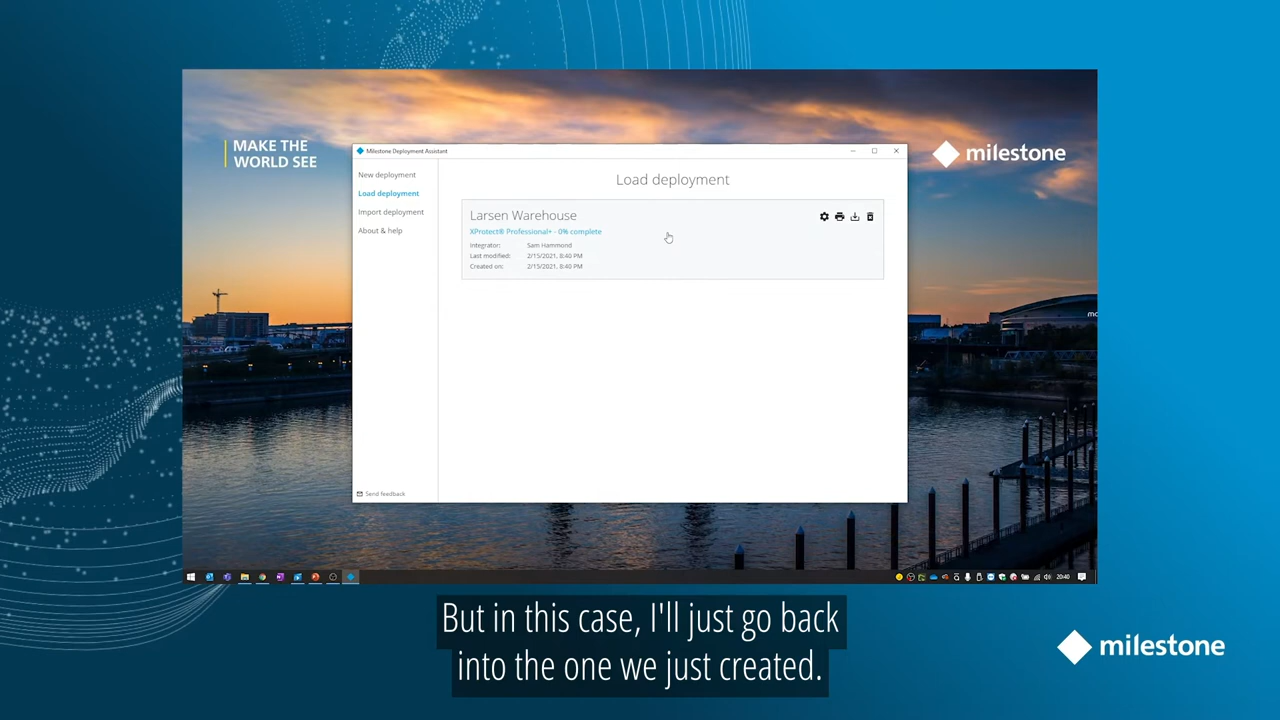 MAKE THE
WORLD SEE
milestone
Milestone Deployment Assistant
New deployment
Load deployment
Import deployment
About & help
Send feedback
Load deployment
Larsen Warehouse
XProtect® Professional+ - 0% complete
Integrator: Sam Hammond
Last modified: 2/15/2021, 8:40 PM
Created on: 2/15/2021, 8:40 PM
20:40
But in this case, I'll just go back
into the one we just created.
milestone